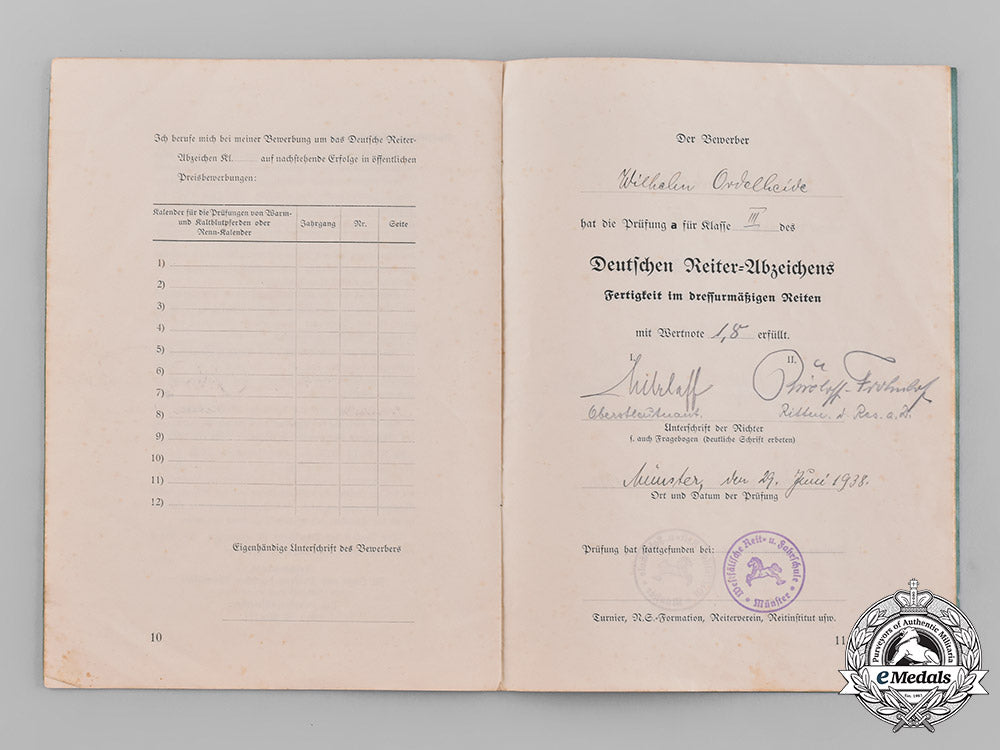 Ich berufe mich bei meiner Bewerbung um das Deutsche Reiter-
Abzeichen Kl. auf nachstehende Erfolge in öffentlichen
Preisbewerbungen:
Kalender für die Prüfungen von Warm-
und Kaltblutpferden oder
Renn-Kalender
Jahrgang
Nr.
Seite
1)
2)
3)
4)
5)
6)
7)
8)
9)
10)
11)
12)
Eigenhändige Unterschrift des Bewerbers
10
Der Bewerber
Wilhelm Ordelheide
hat die Prüfung a für Klasse III des
Deutschen Reiter-Abzeichens
Fertigkeit im dressurmäßigen Reiten
mit Wertnote 1,8 erfüllt.
I. II.
Oberstleutnant. Rittm. d. Res. a. D.
Unterschrift der Richter
s. auch Fragebogen (deutliche Schrift erbeten)
Münster, den 29. Juni 1938.
Ort und Datum der Prüfung
Prüfung hat stattgefunden bei:
Westfälische Reit- u. Fahrschule
Münster
Turnier, N.S.-Formation, Reiterverein, Reitinstitut usw.
11
Purveyors of Authentic Militaria
eMedals
Est. 1967